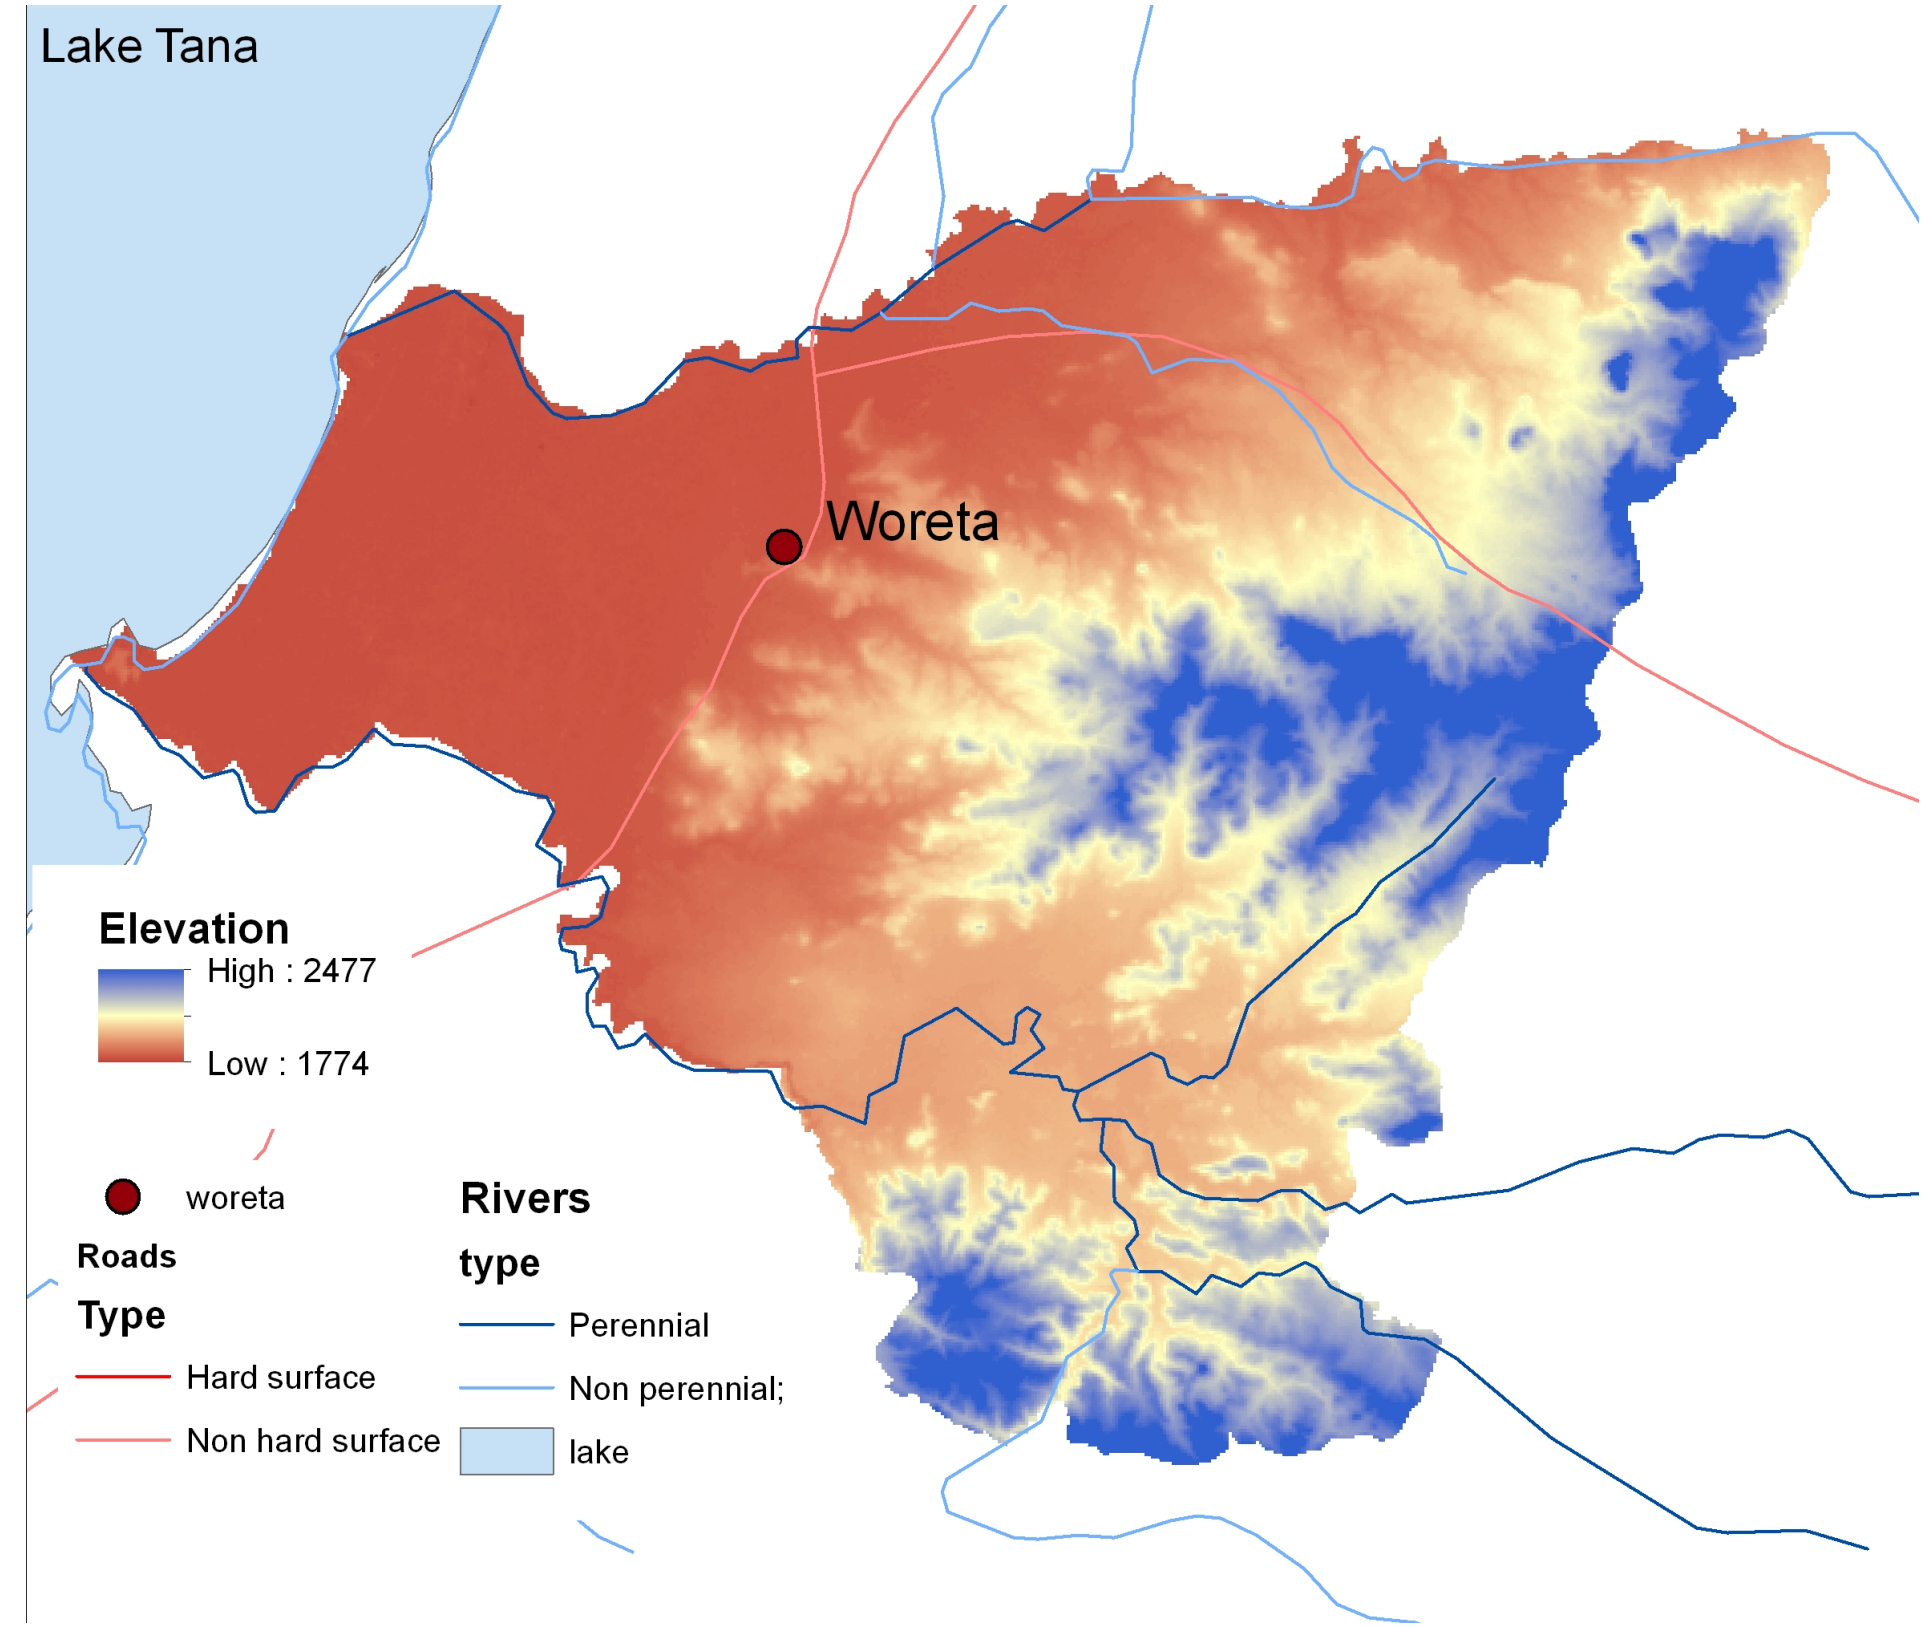 Lake Tana
Woreta
Elevation
High : 2477
Low : 1774
woreta
Roads
Type
Hard surface
Non hard surface
Rivers
type
Perennial
Non perennial;
lake